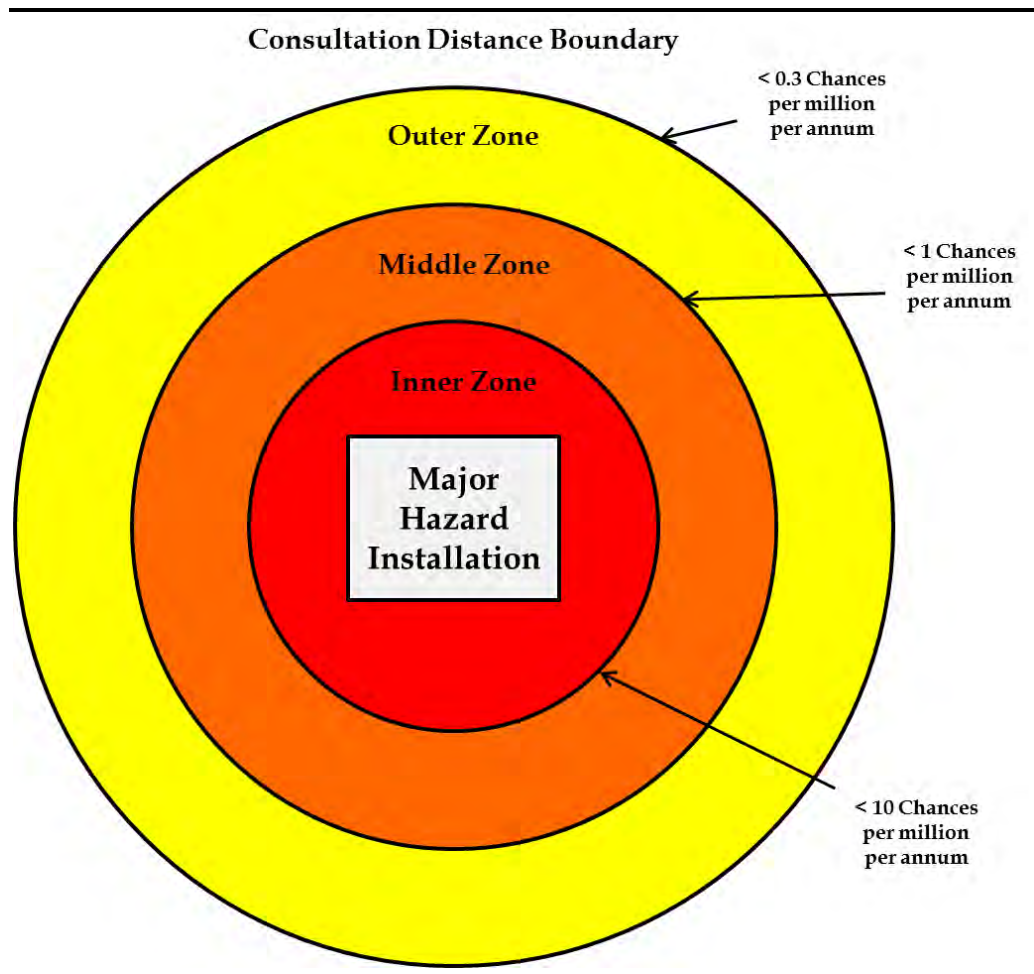 Consultation Distance Boundary
< 0.3 Chances
per million
per annum
Outer Zone
< 1 Chances
per million
per annum
Middle Zone
Inner Zone
Major
Hazard
Installation
< 10 Chances
per million
per annum